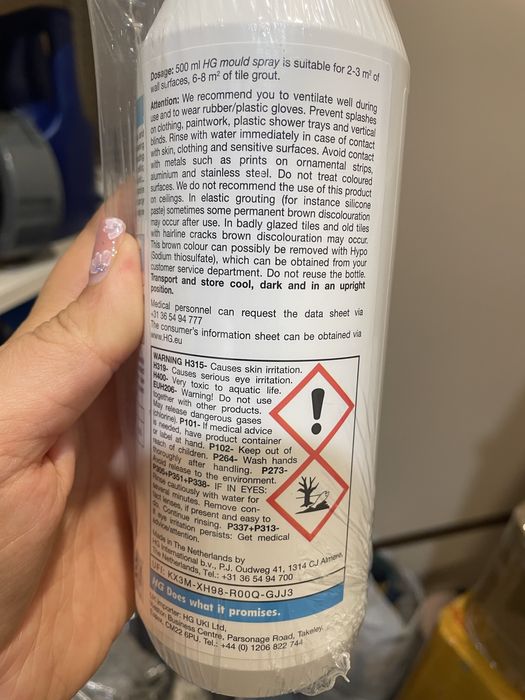 Dosage: 500 ml HG mould spray is suitable for 2-3 m² of
wall surfaces, 6-8 m² of tile grout.
Attention: We recommend you to ventilate well during
use and to wear rubber/plastic gloves. Prevent splashes
on clothing, paintwork, plastic shower trays and vertical
blinds. Rinse with water immediately in case of contact
with skin, clothing and sensitive surfaces. Avoid contact
with metals such as prints on ornamental strips,
aluminium and stainless steel. Do not treat coloured
surfaces. We do not recommend the use of this product
on ceilings. In elastic grouting (for instance silicone
paste) sometimes some permanent brown discolouration
may occur after use. In badly glazed tiles and old tiles
with hairline cracks brown discolouration may occur.
This brown colour can possibly be removed with Hypo
(Sodium thiosulfate), which can be obtained from your
customer service department. Do not reuse the bottle.
Transport and store cool, dark and in an upright
position.
Medical personnel can request the data sheet via
+31 36 54 94 777
The consumer's information sheet can be obtained via
www.HG.eu
WARNING H315- Causes skin irritation.
H319- Causes serious eye irritation.
H400- Very toxic to aquatic life.
EUH206- Warning! Do not use
together with other products.
May release dangerous gases
(chlorine). P101- If medical advice
is needed, have product container
or label at hand. P102- Keep out of
reach of children. P264- Wash hands
thoroughly after handling. P273-
Avoid release to the environment.
P305+P351+P338- IF IN EYES:
Rinse cautiously with water for
several minutes. Remove con-
tact lenses, if present and easy to
do. Continue rinsing. P337+P313-
If eye irritation persists: Get medical
advice/attention.
Made in The Netherlands by
HG International b.v., P.J. Oudweg 41, 1314 CJ Almere,
The Netherlands, Tel.: +31 36 54 94 700
UFI: KX3M-XH98-R00Q-GJJ3
HG Does what it promises.
Importer: HG UKI Ltd,
Business Centre, Parsonage Road, Takeley,
CM22 6PU. Tel.: +44 (0) 1206 822 744